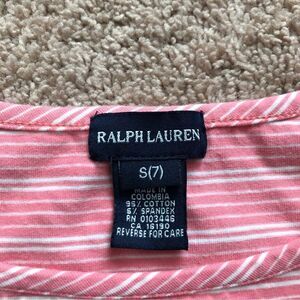 RALPH LAUREN
S(7)
MADE IN
COLOMBIA
95% COTTON
5% SPANDEX
RN 0103446
CA 16190
REVERSE FOR CARE